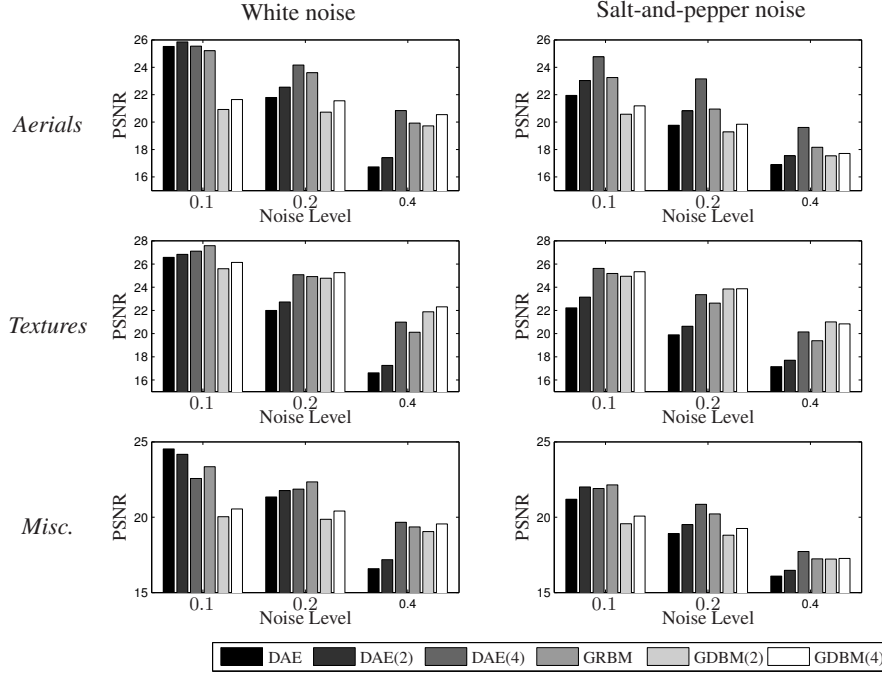 White noise
Salt-and-pepper noise
Aerials
PSNR
26
24
22
20
18
16
0.1
0.2
0.4
Noise Level
PSNR
26
24
22
20
18
16
0.1
0.2
0.4
Noise Level
Textures
PSNR
28
26
24
22
20
18
16
0.1
0.2
0.4
Noise Level
PSNR
28
26
24
22
20
18
16
0.1
0.2
0.4
Noise Level
Misc.
PSNR
25
20
15
0.1
0.2
0.4
Noise Level
PSNR
25
20
15
0.1
0.2
0.4
Noise Level
DAE DAE(2) DAE(4) GRBM GDBM(2) GDBM(4)